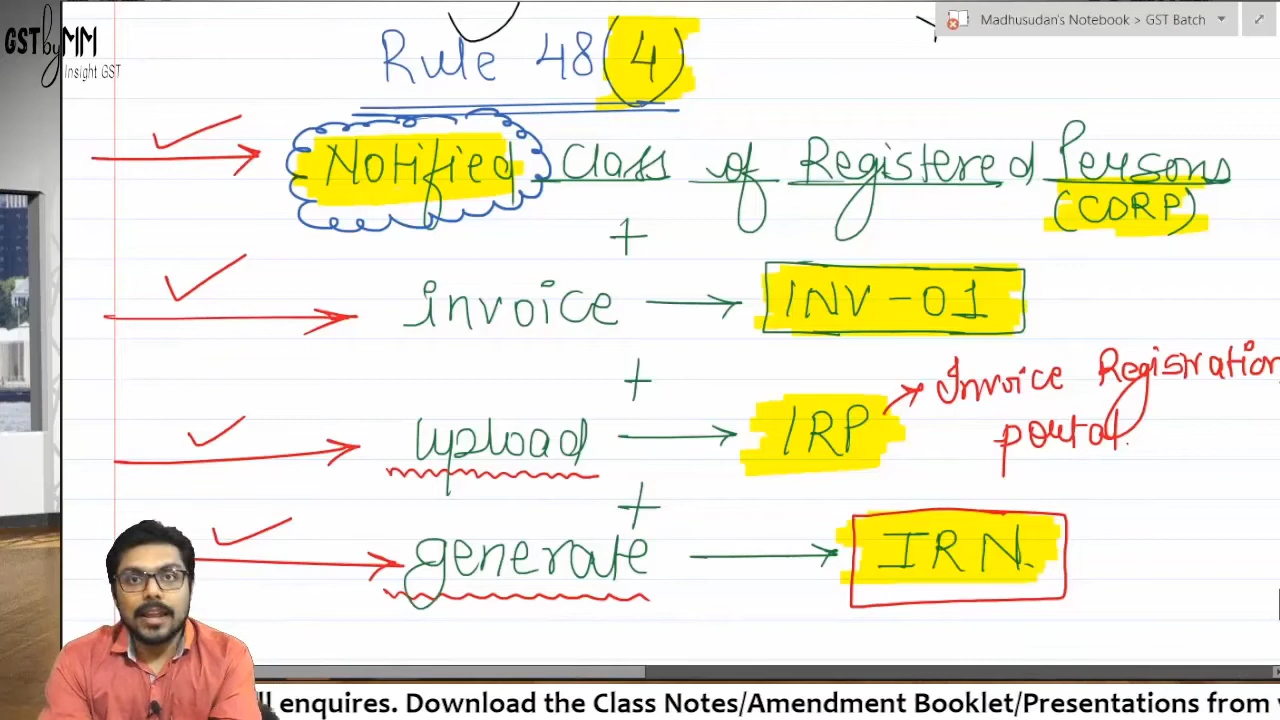 GST by MM
Insight GST
Madhusudan's Notebook > GST Batch
Rule 48(4)
Notified Class of Registered Persons
(CORP)
+
invoice → INV-01
+
upload → IRP → Invoice Registration
portal.
+
generate → IRN.
ll enquires. Download the Class Notes/Amendment Booklet/Presentations from